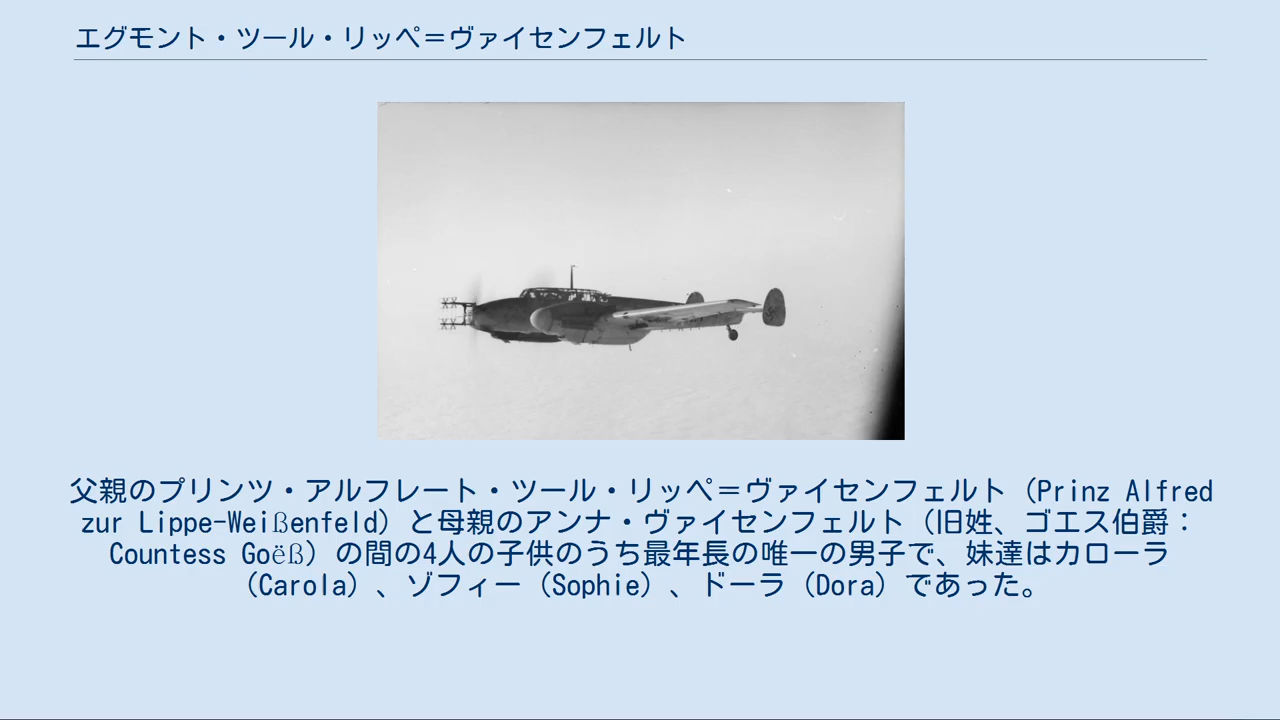 エグモント・ツール・リッペ＝ヴァイセンフェルト
父親のプリンツ・アルフレート・ツール・リッペ＝ヴァイセンフェルト（Prinz Alfred
zur Lippe-Weißenfeld）と母親のアンナ・ヴァイセンフェルト（旧姓、ゴエス伯爵：
Countess Goëß）の間の4人の子供のうち最年長の唯一の男子で、妹達はカローラ
（Carola）、ゾフィー（Sophie）、ドーラ（Dora）であった。